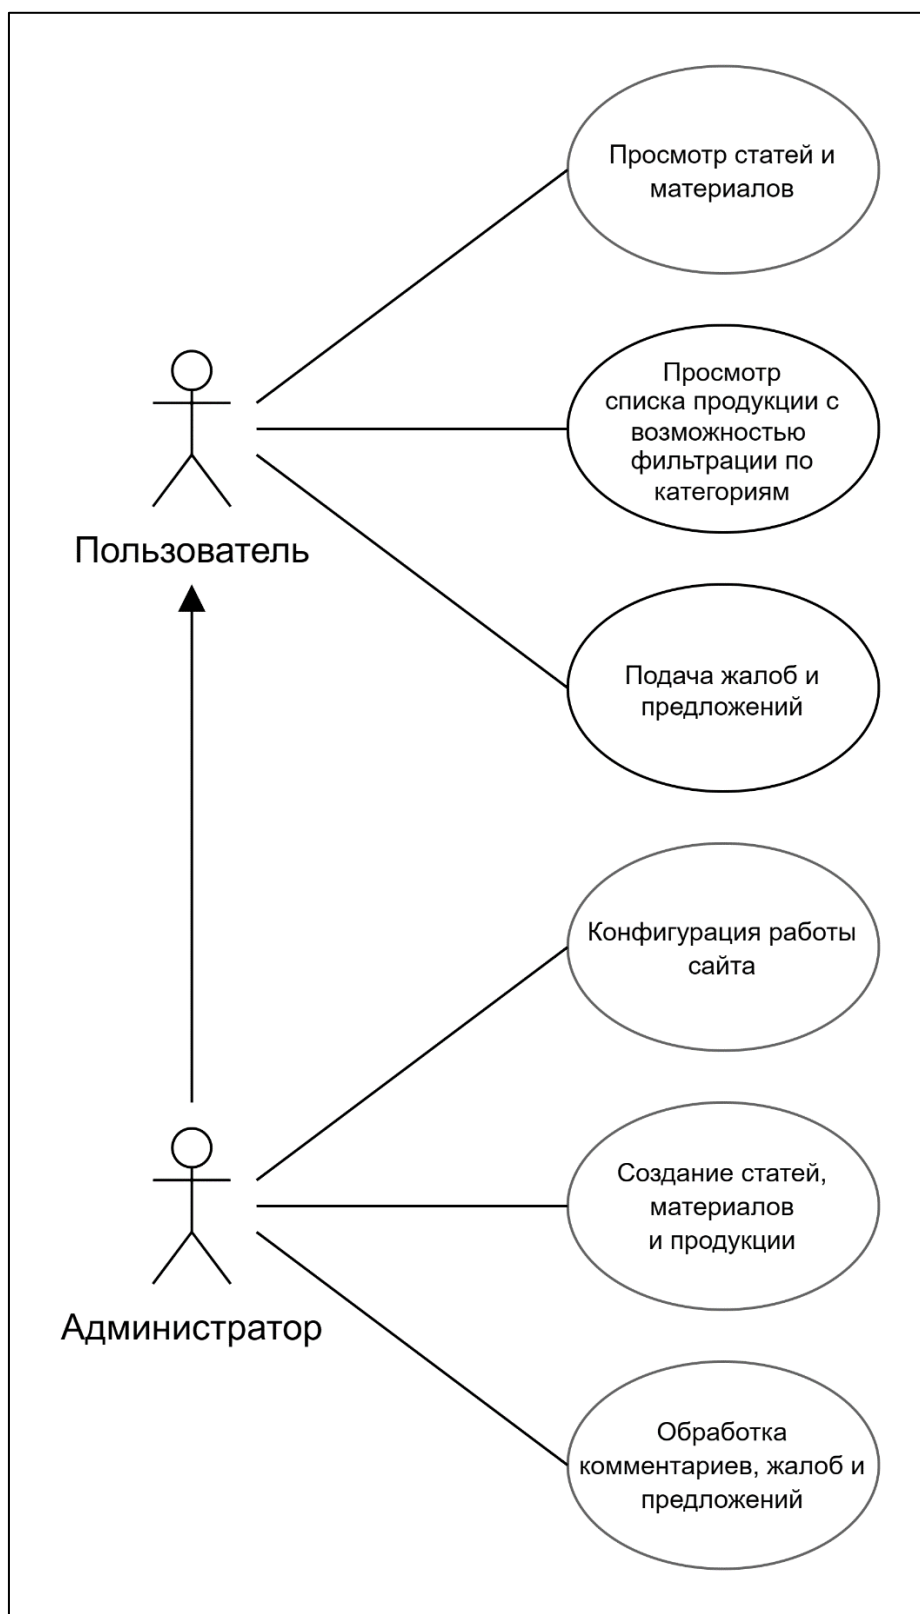 Просмотр статей и
материалов
Просмотр
списка продукции с
возможностью
фильтрации по
категориям
Пользователь
Подача жалоб и
предложений
Конфигурация работы
сайта
Создание статей,
материалов
и продукции
Администратор
Обработка
комментариев, жалоб и
предложений